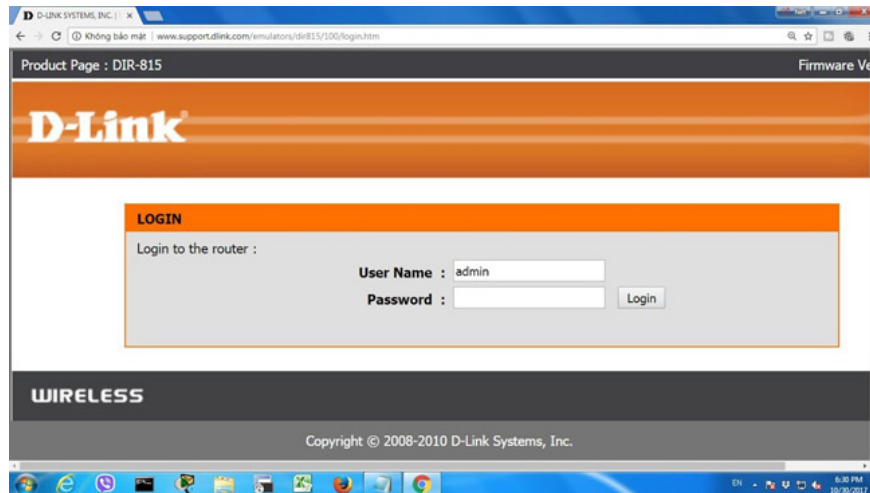 D-LINK SYSTEMS, INC. |
Không bảo mật | www.support.dlink.com/emulators/dir815/100/login.htm
Product Page : DIR-815
Firmware Ve
D-Link
LOGIN
Login to the router :
User Name : admin
Password :
Login
WIRELESS
Copyright © 2008-2010 D-Link Systems, Inc.
EN
6:30 PM
10/30/2017